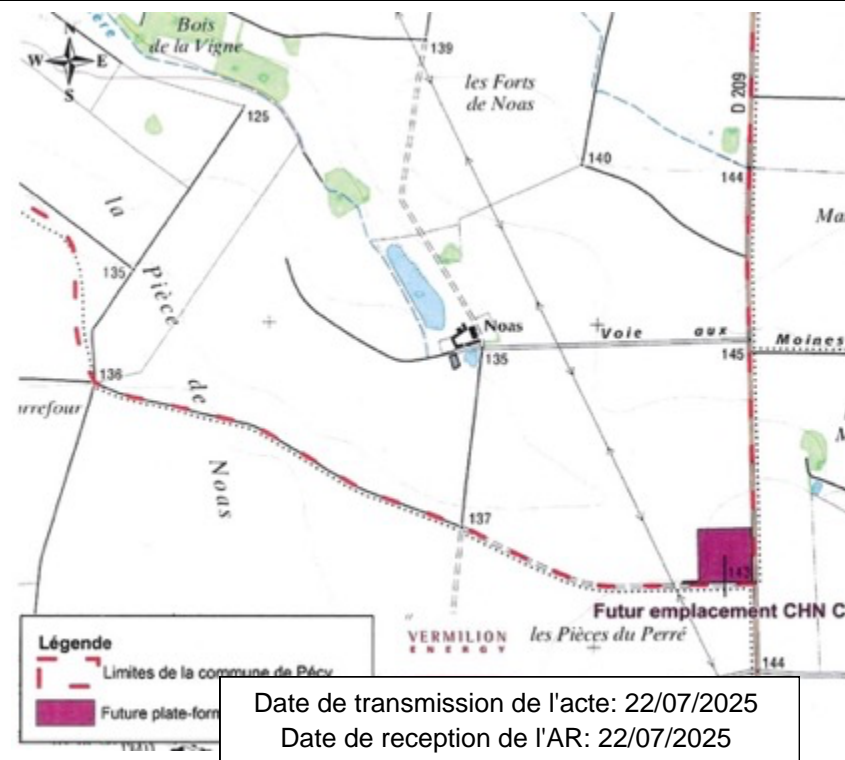 Bois
de la Vigne
N
W
E
S
139
les Forts
de Noas
D 209
125
140
144
la
Pièce
de
Noas
135
Noas
135
Voie aux Moines
145
136
137
143
Futur emplacement CHN
VERMILION
ENERGY
les Pièces du Perré
144
Légende
Limites de la commune de Pécy
Future
Date de transmission de l'acte: 22/07/2025
Date de reception de l'AR: 22/07/2025